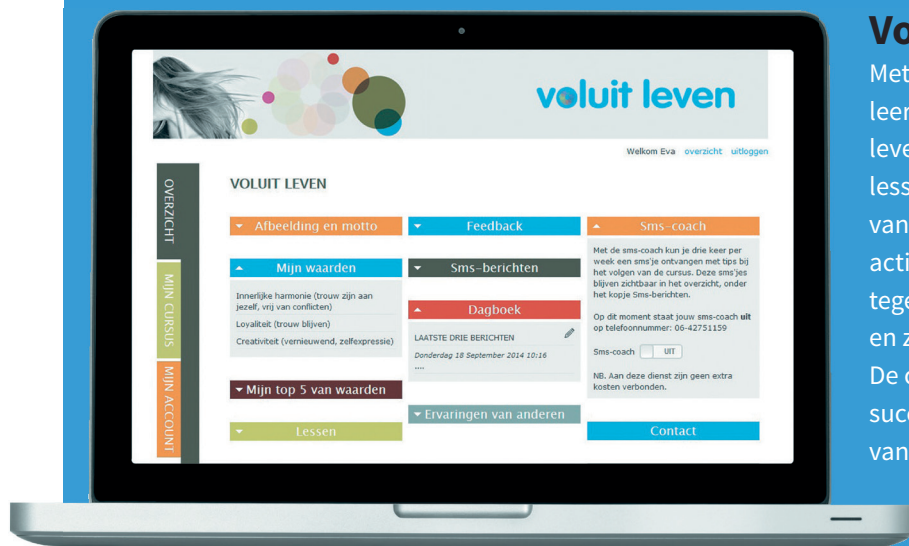 voluit leven
Welkom Eva overzicht uitloggen
OVERZICHT
MIJN CURSUS
MIJN ACCOUNT
VOLUIT LEVEN
Afbeelding en motto
Mijn waarden
Innerlijke harmonie (trouw zijn aan
jezelf, vrij van conflicten)
Loyaliteit (trouw blijven)
Creativiteit (vernieuwend, zelfexpressie)
Mijn top 5 van waarden
Lessen
Feedback
Sms-berichten
Dagboek
LAATSTE DRIE BERICHTEN
Donderdag 18 September 2014 10:16
....
Ervaringen van anderen
Sms-coach
Met de sms-coach kun je drie keer per
week een sms'je ontvangen met tips bij
het volgen van de cursus. Deze sms'jes
blijven zichtbaar in het overzicht, onder
het kopje Sms-berichten.
Op dit moment staat jouw sms-coach uit
op telefoonnummer: 06-42751159
Sms-coach UIT
NB. Aan deze dienst zijn geen extra
kosten verbonden.
Contact
Vo
Met
leer
leve
less
van
acti
tege
en z
De c
succ
van